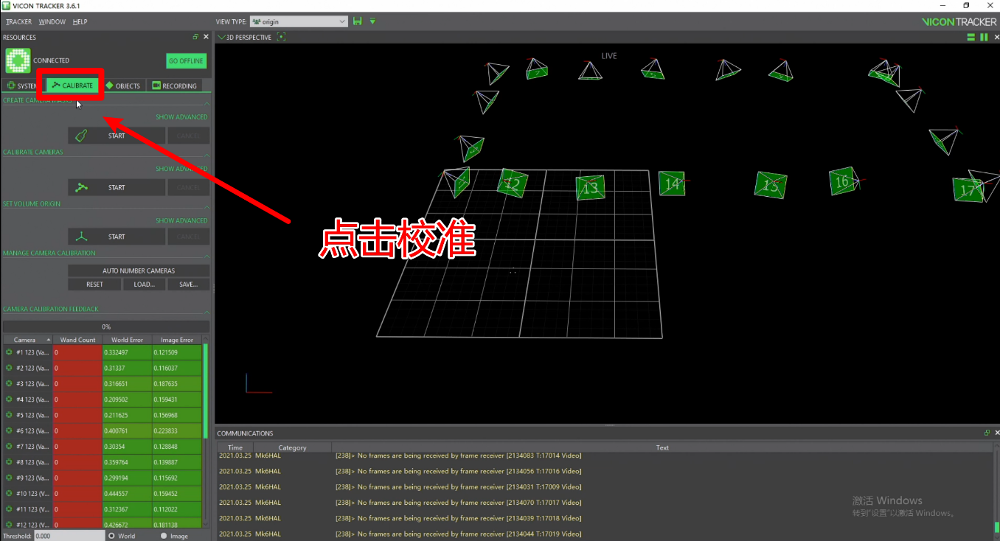 VICON TRACKER 3.6.1
TRACKER WINDOW HELP
VIEW TYPE: origin
VICONTRACKER
RESOURCES
3D PERSPECTIVE
CONNECTED
GO OFFLINE
LIVE
SYSTEM CALIBRATE OBJECTS RECORDING
CREATE CAMERA MASKS
SHOW ADVANCED
START CANCEL
CALIBRATE CAMERAS
SHOW ADVANCED
START CANCEL
SET VOLUME ORIGIN
SHOW ADVANCED
START CANCEL
MANAGE CAMERA CALIBRATION
AUTO NUMBER CAMERAS
RESET LOAD... SAVE...
CAMERA CALIBRATION FEEDBACK
0%
Camera Wand Count World Error Image Error
#1 123 (Va... 0 0.332497 0.121509
#2 123 (Va... 0 0.31337 0.116037
#3 123 (Va... 0 0.316651 0.187635
#4 123 (Va... 0 0.209502 0.159431
#5 123 (Va... 0 0.211625 0.156968
#6 123 (Va... 0 0.400761 0.223833
#7 123 (Va... 0 0.30354 0.128848
#8 123 (Va... 0 0.359764 0.139887
#9 123 (Va... 0 0.299194 0.115692
#10 123 (V... 0 0.444557 0.159452
#11 123 (V... 0 0.312367 0.112022
#12 123 (V... 0 0.426672 0.181138
Threshold: 0.000 World Image
12 13 14 15 16 17
点击校准
COMMUNICATIONS
Time Category Text
2021.03.25 Mk6HAL [238]> No frames are being received by frame receiver [2134083 T:17014 Video]
2021.03.25 Mk6HAL [238]> No frames are being received by frame receiver [2134056 T:17016 Video]
2021.03.25 Mk6HAL [238]> No frames are being received by frame receiver [2134031 T:17009 Video]
2021.03.25 Mk6HAL [238]> No frames are being received by frame receiver [2134070 T:17017 Video]
2021.03.25 Mk6HAL [238]> No frames are being received by frame receiver [2134039 T:17018 Video]
2021.03.25 Mk6HAL [238]> No frames are being received by frame receiver [2134044 T:17019 Video]
激活 Windows
转到"设置"以激活 Windows。